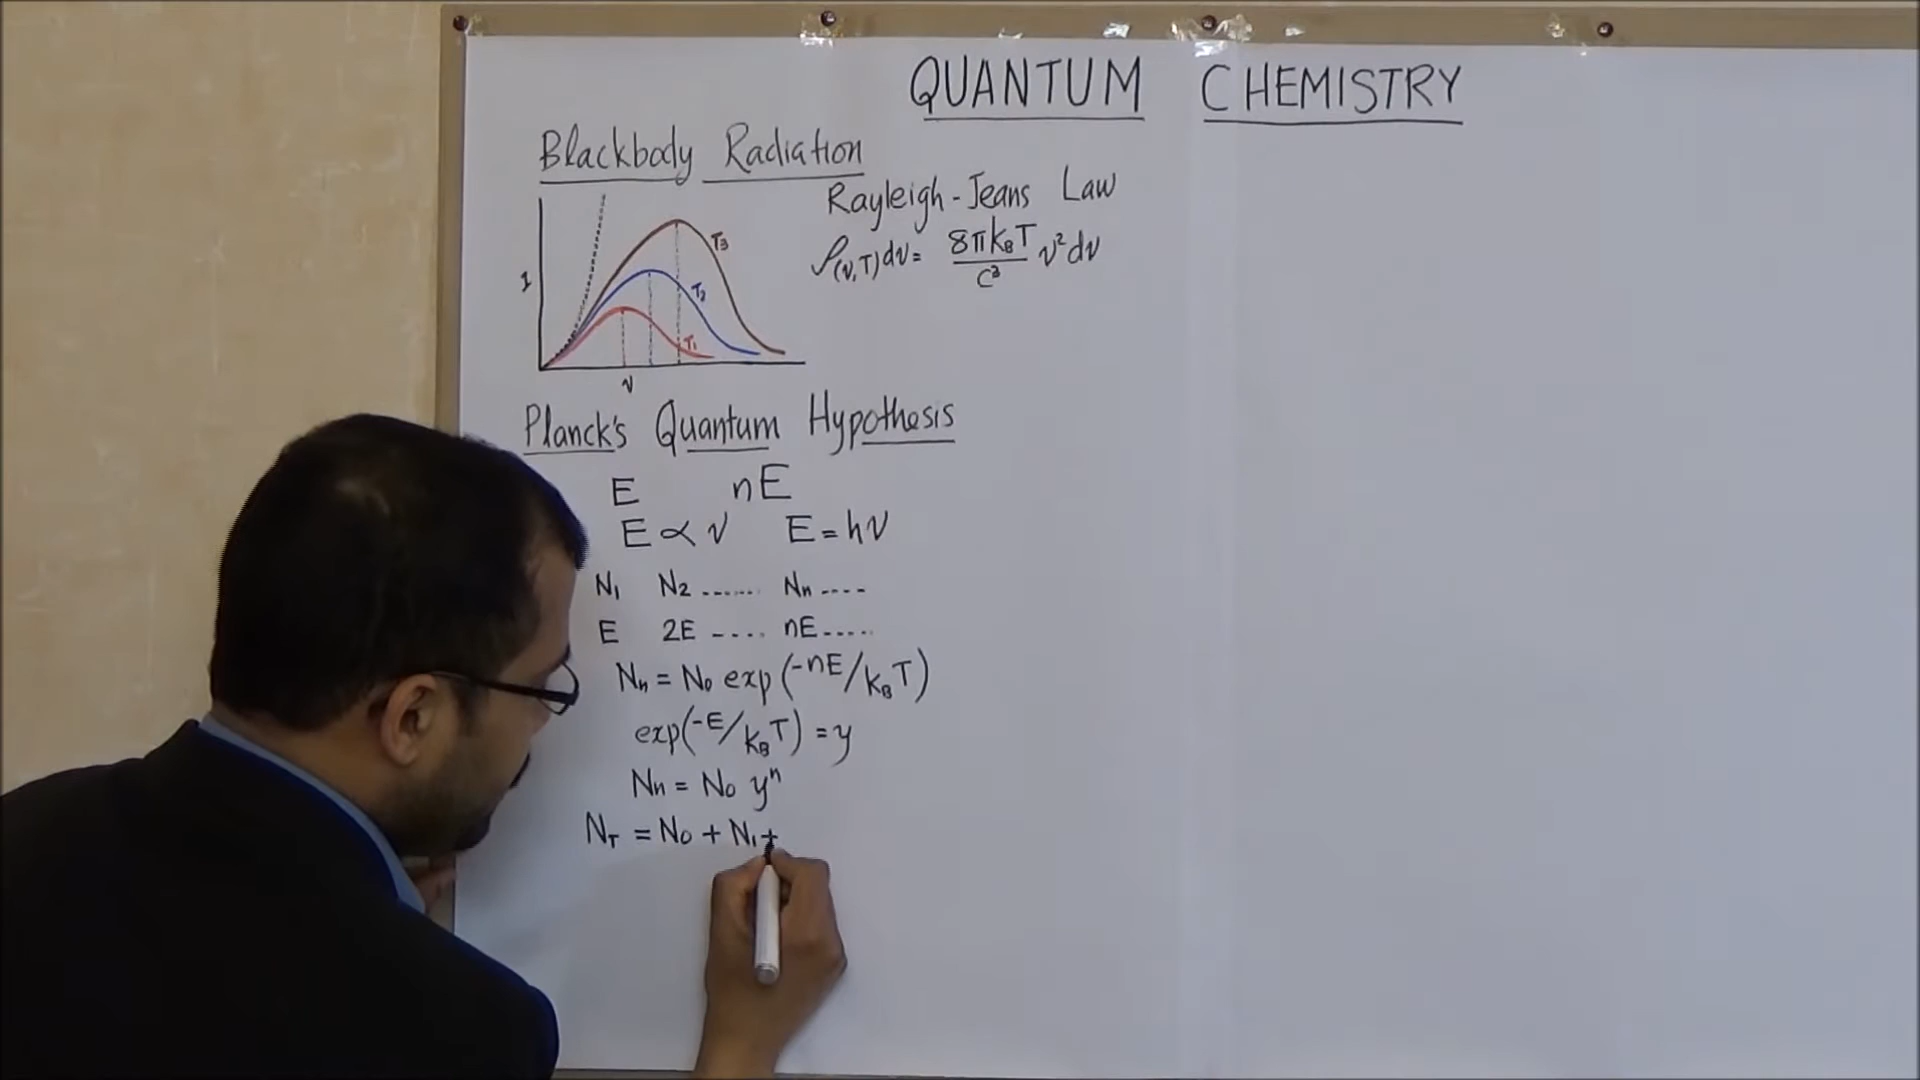 QUANTUM CHEMISTRY
Blackbody Radiation
I
T3
T2
T1
ν
Rayleigh-Jeans Law
ρ(ν,T)dν = 8πk_BT/c³ ν²dν
Planck's Quantum Hypothesis
E nE
E ∝ ν E = hν
N₁ N₂ ...... Nₙ ....
E 2E .... nE.....
Nₙ = N₀ exp(-nE/k_BT)
exp(-E/k_BT) = y
Nₙ = N₀ yⁿ
N_T = N₀ + N₁ +